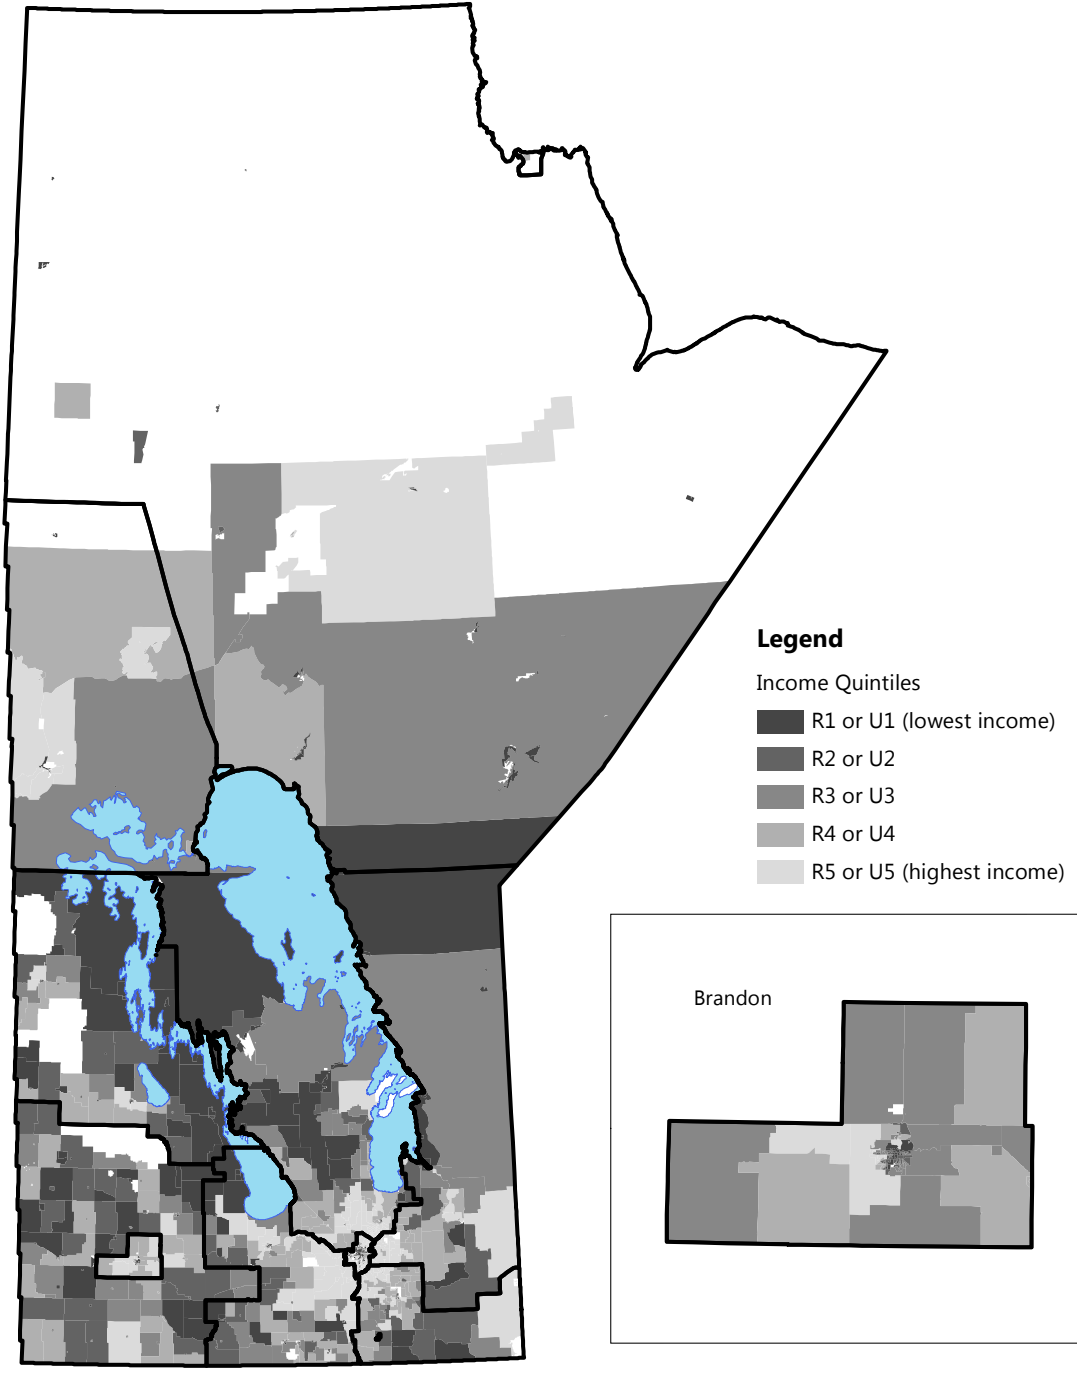 Legend
Income Quintiles
R1 or U1 (lowest income)
R2 or U2
R3 or U3
R4 or U4
R5 or U5 (highest income)
Brandon